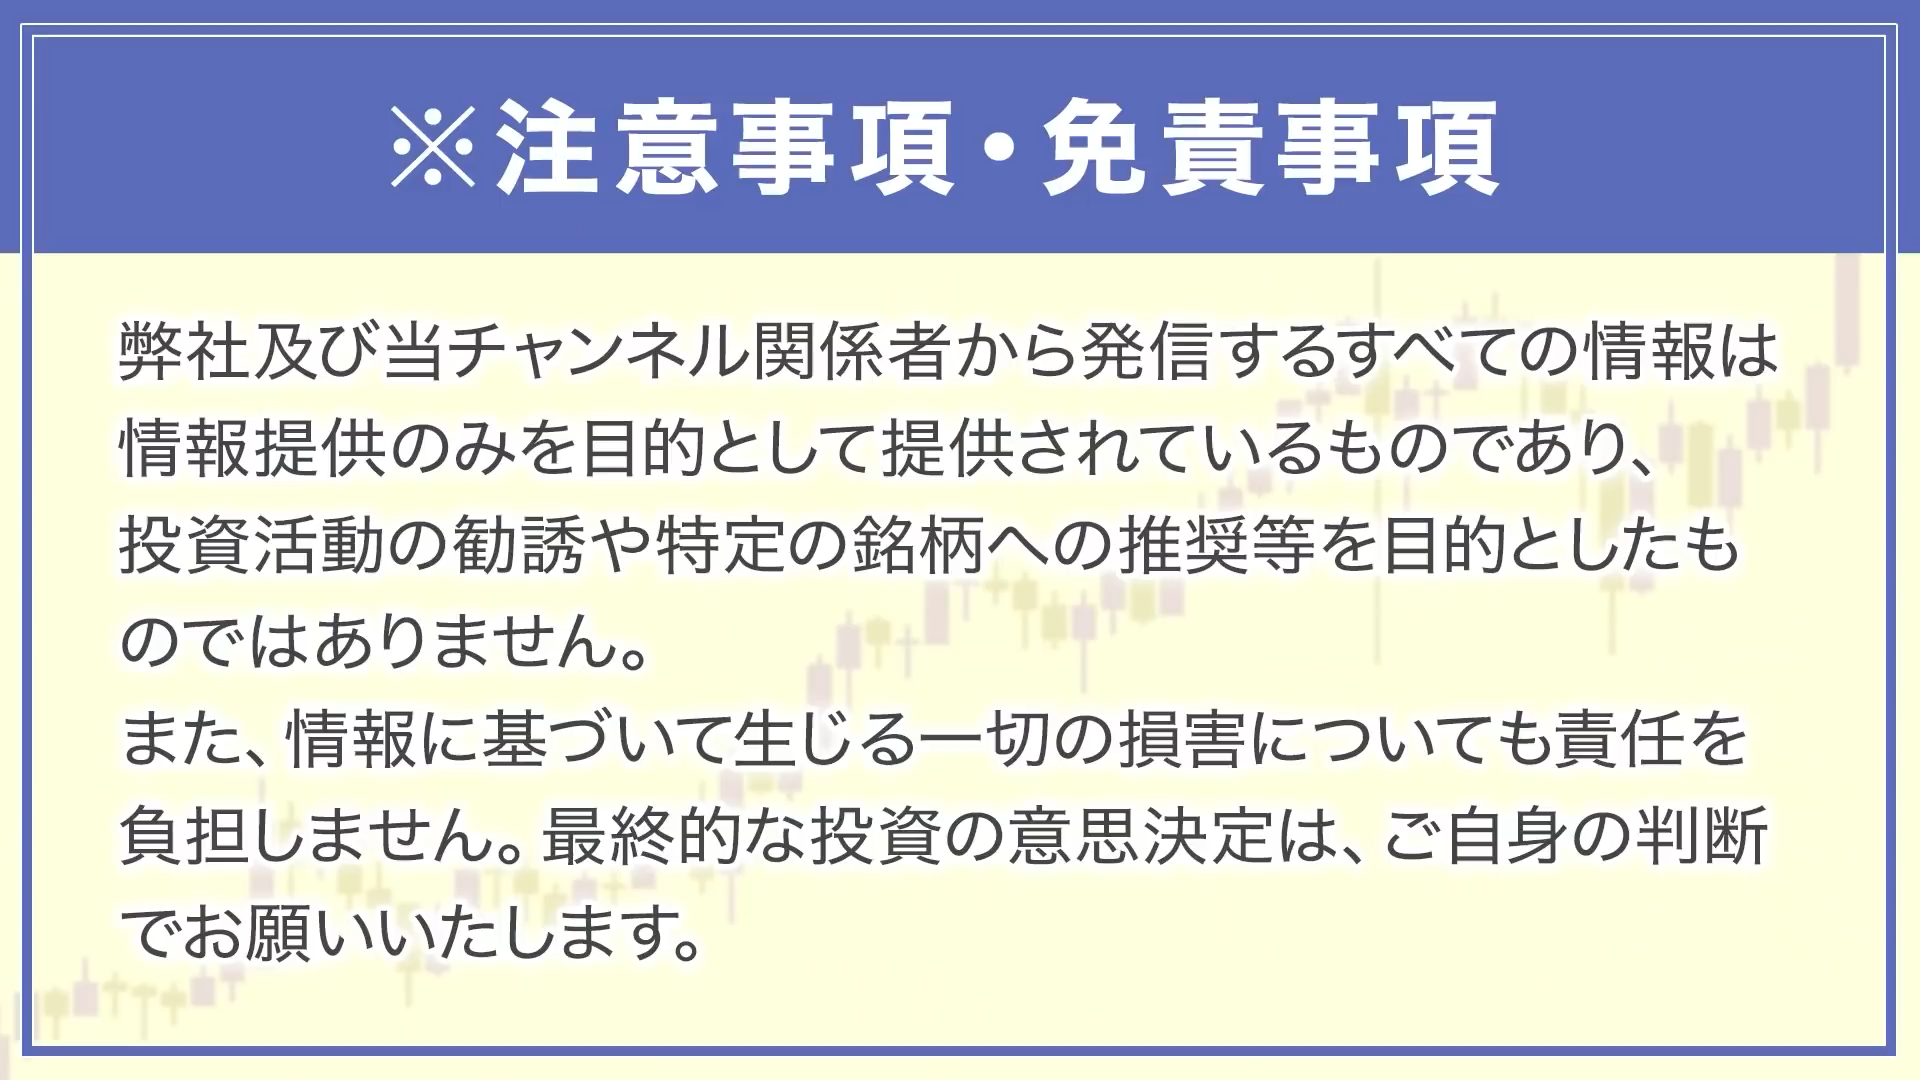 ※注意事項・免責事項
弊社及び当チャンネル関係者から発信するすべての情報は
情報提供のみを目的として提供されているものであり、
投資活動の勧誘や特定の銘柄への推奨等を目的としたも
のではありません。
また、情報に基づいて生じる一切の損害についても責任を
負担しません。最終的な投資の意思決定は、ご自身の判断
でお願いいたします。